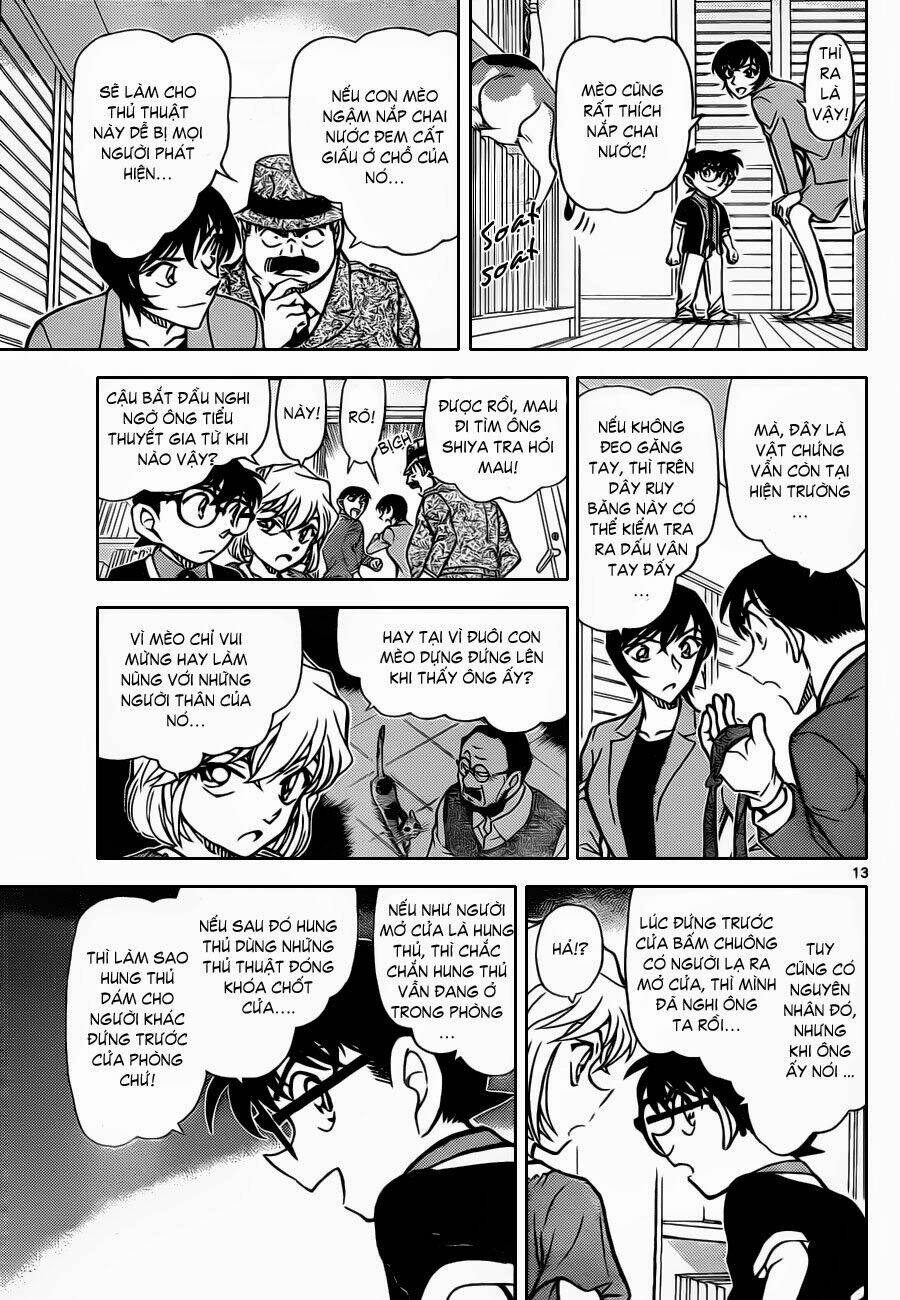 THÌ
RA
LÀ
VẬY!
MÈO CŨNG
RẤT THÍCH
NẮP CHAI
NƯỚC!
SOẠT
SOẠT
NẾU CON MÈO
NGẬM NẮP CHAI
NƯỚC ĐEM CẤT
GIẤU Ở CHỖ CỦA
NÓ...
SẼ LÀM CHO
THỦ THUẬT
NÀY DỄ BỊ MỌI
NGƯỜI PHÁT
HIỆN...
MÀ, ĐÂY LÀ
VẬT CHỨNG
VẪN CÒN TẠI
HIỆN TRƯỜNG
...
NẾU KHÔNG
ĐEO GĂNG
TAY, THÌ TRÊN
DÂY RUY
BĂNG NÀY CÓ
THỂ KIỂM TRA
RA DẤU VÂN
TAY ĐẤY
...
ĐƯỢC RỒI, MAU
ĐI TÌM ÔNG
SHIYA TRA HỎI
MAU!
BỊCH
RÕ!
NÀY!
CẬU BẮT ĐẦU NGHI
NGỜ ÔNG TIỂU
THUYẾT GIA TỪ KHI
NÀO VẬY?
HAY TẠI VÌ ĐUÔI CON
MÈO DỰNG ĐỨNG LÊN
KHI THẤY ÔNG ẤY?
VÌ MÈO CHỈ VUI
MỪNG HAY LÀM
NŨNG VỚI NHỮNG
NGƯỜI THÂN CỦA
NÓ...
13
TUY
CŨNG CÓ
NGUYÊN
NHÂN ĐÓ,
NHƯNG
KHI ÔNG
ẤY NÓI ...
LÚC ĐỨNG TRƯỚC
CỬA BẤM CHUÔNG
CÓ NGƯỜI LẠ RA
MỞ CỬA, THÌ MÌNH
ĐÃ NGHI ÔNG
TA RỒI...
HẢ!?
NẾU NHƯ NGƯỜI
MỞ CỬA LÀ HUNG
THỦ, THÌ CHẮC
CHẮN HUNG THỦ
VẪN ĐANG Ở
TRONG PHÒNG ...
NẾU SAU ĐÓ HUNG
THỦ DÙNG NHỮNG
THỦ THUẬT ĐÓNG
KHÓA CHỐT
CỬA....
THÌ LÀM SAO
HUNG THỦ
DÁM CHO
NGƯỜI KHÁC
ĐỨNG TRƯỚC
CỬA PHÒNG
CHỨ!